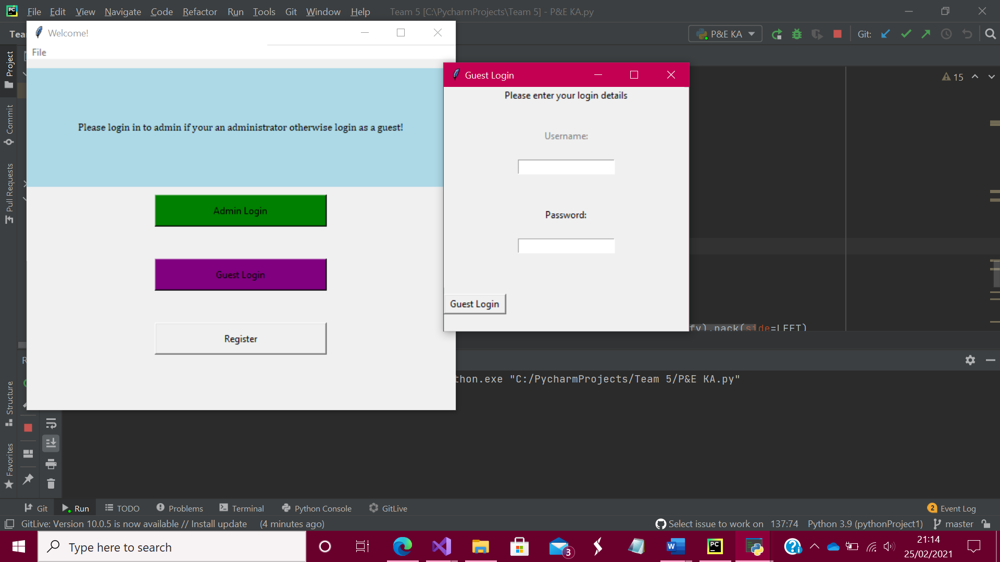 File Edit View Navigate Code Refactor Run Tools Git Window Help Team 5 [C:\PycharmProjects\Team 5] - P&E KA.py
P&E KA Git:
Welcome!
File
Please login in to admin if your an administrator otherwise login as a guest!
Admin Login
Guest Login
Register
Guest Login
Please enter your login details
Username:
Password:
Guest Login
15
Project
Commit
Pull Requests
Structure
Favorites
.pack(side=LEFT)
thon.exe "C:/PycharmProjects/Team 5/P&E KA.py"
Git Run TODO Problems Terminal Python Console GitLive 2 Event Log
GitLive: Version 10.0.5 is now available // Install update (4 minutes ago) Select issue to work on 137:74 Python 3.9 (pythonProject1) master
Type here to search
3
21:14
25/02/2021